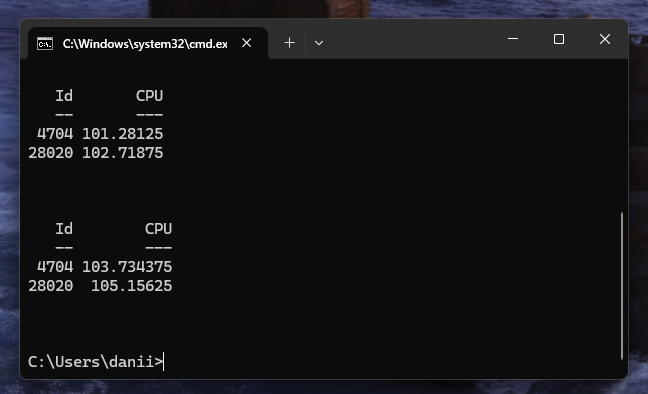 C:\Windows\system32\cmd.ex
Id CPU
-- ---
4704 101.28125
28020 102.71875
Id CPU
-- ---
4704 103.734375
28020 105.15625
C:\Users\danii>